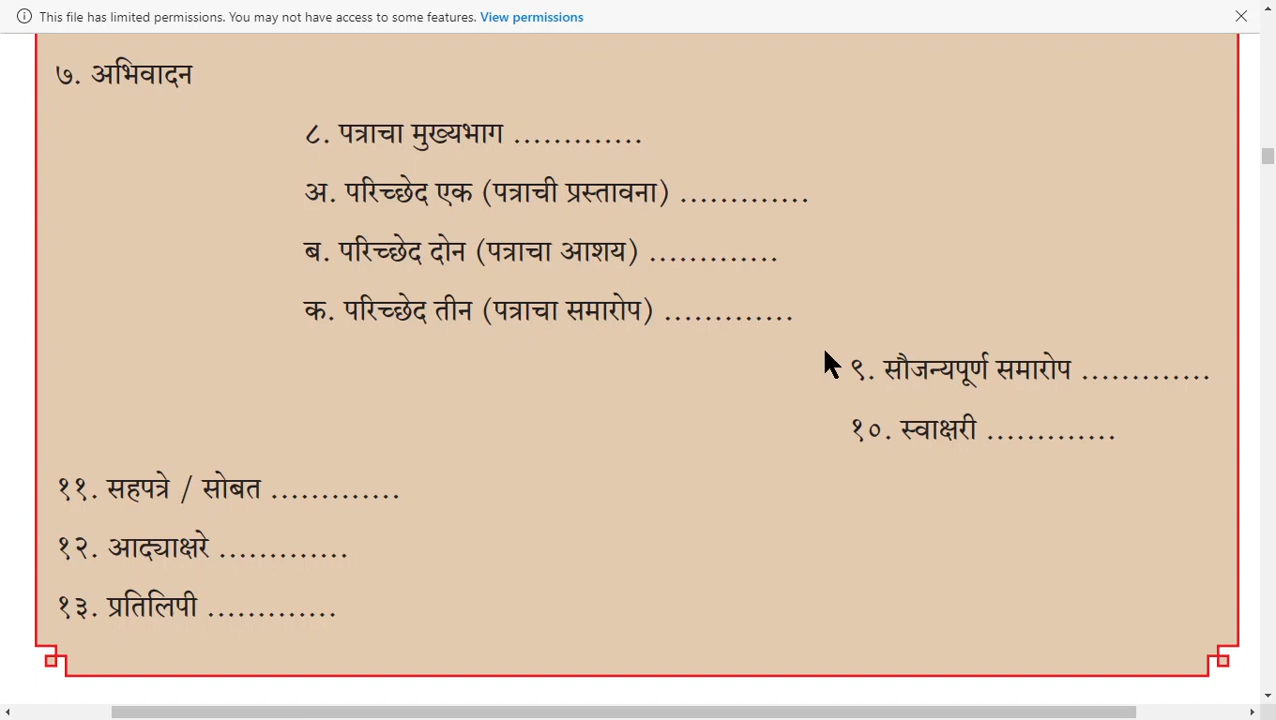 This file has limited permissions. You may not have access to some features. View permissions
७. अभिवादन
८. पत्राचा मुख्यभाग .............
अ. परिच्छेद एक (पत्राची प्रस्तावना) .............
ब. परिच्छेद दोन (पत्राचा आशय) .............
क. परिच्छेद तीन (पत्राचा समारोप) .............
९. सौजन्यपूर्ण समारोप .............
१०. स्वाक्षरी .............
११. सहपत्रे / सोबत .............
१२. आद्याक्षरे .............
१३. प्रतिलिपी .............